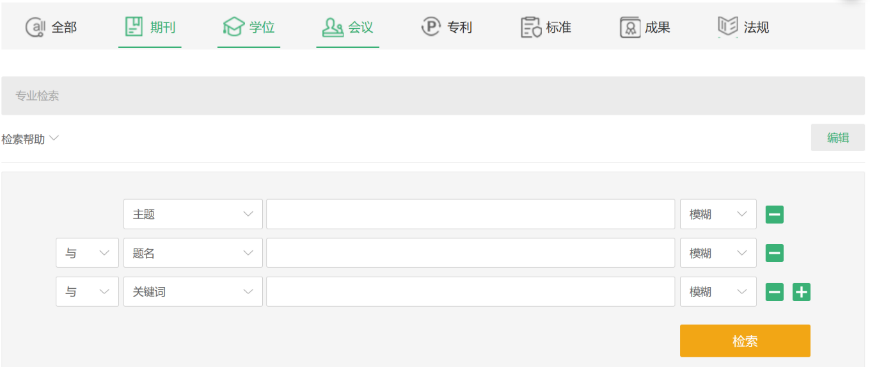 all 全部 期刊 学位 会议 P 专利 标准 成果 法规
专业检索
检索帮助 编辑
主题 模糊
与 题名 模糊
与 关键词 模糊
检索